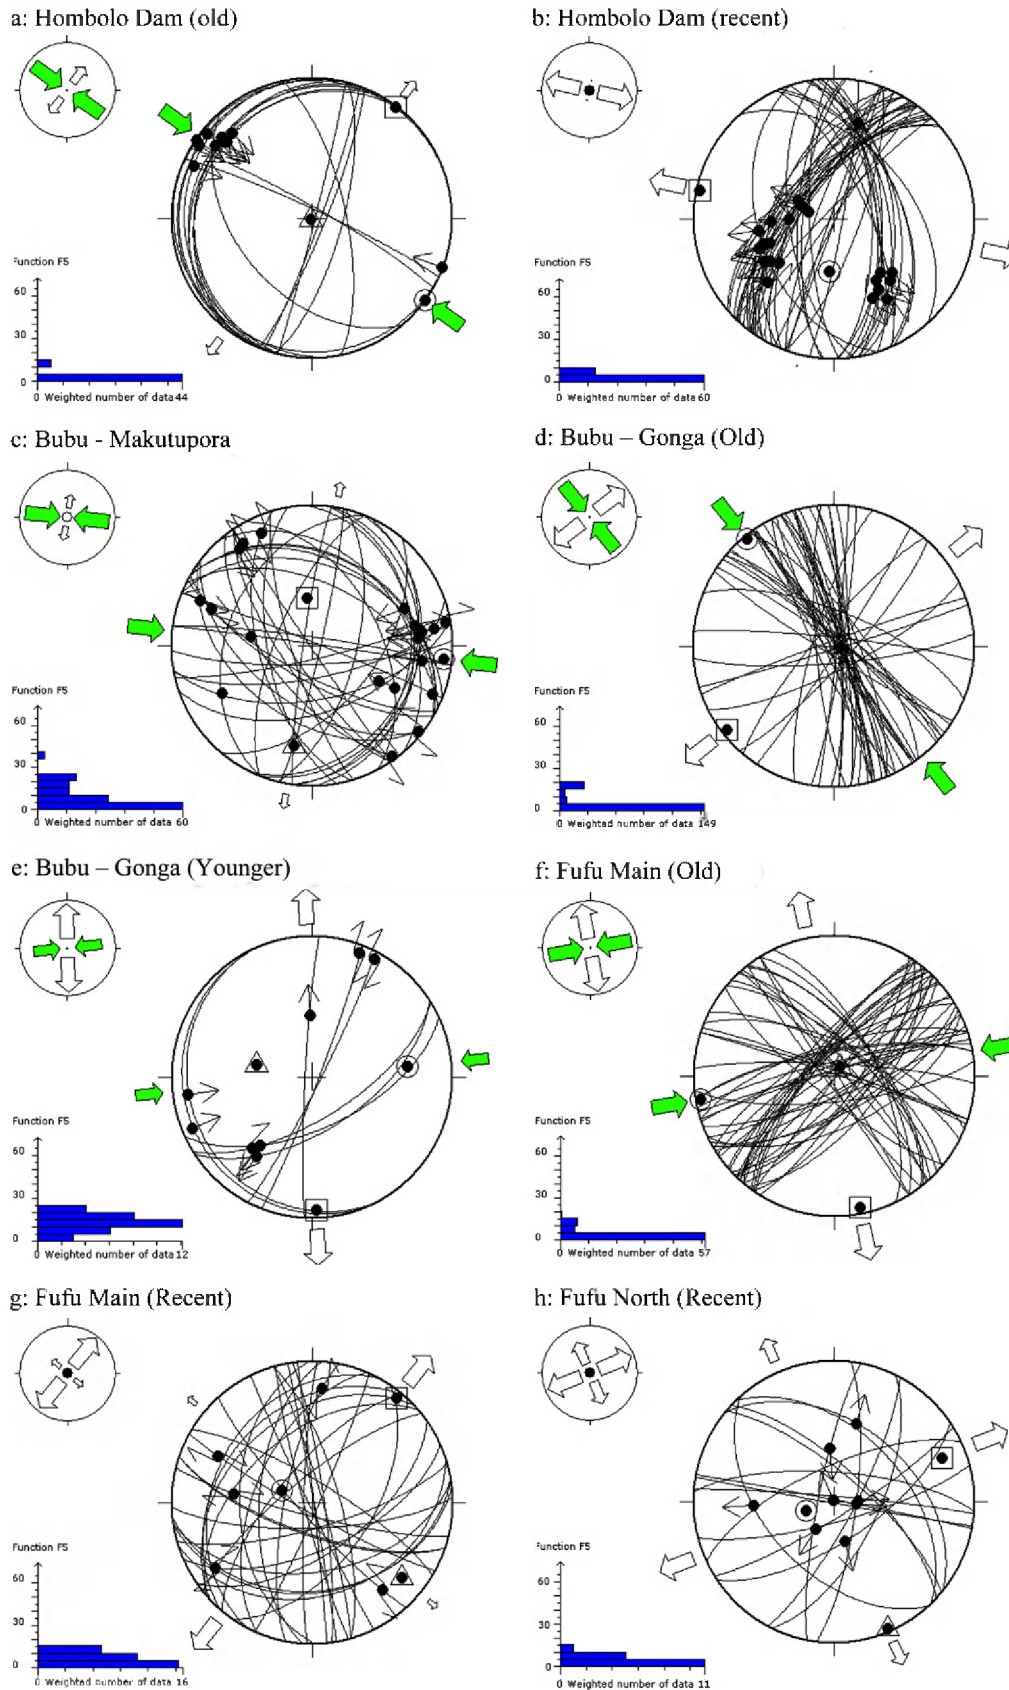 a: Hombolo Dam (old)
b: Hombolo Dam (recent)
Function F5
60
30
0
0 Weighted number of data 44
Function F5
60
30
0
0 Weighted number of data 60
c: Bubu - Makutupora
d: Bubu – Gonga (Old)
Function F5
60
30
0
0 Weighted number of data 60
Function F5
60
30
0
0 Weighted number of data 149
e: Bubu – Gonga (Younger)
f: Fufu Main (Old)
Function F5
60
30
0
0 Weighted number of data 12
Function F5
60
30
0
0 Weighted number of data 57
g: Fufu Main (Recent)
h: Fufu North (Recent)
Function F5
60
30
0
0 Weighted number of data 16
Function F5
60
30
0
0 Weighted number of data 11